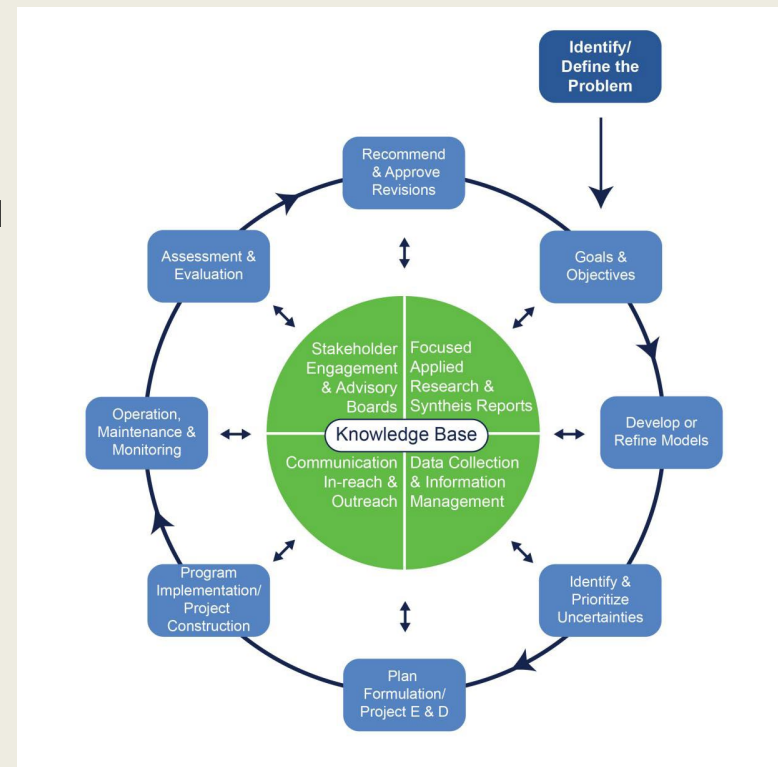 Identify/
Define the
Problem
Recommend
& Approve
Revisions
Goals &
Objectives
Develop or
Refine Models
Identify &
Prioritize
Uncertainties
Plan
Formulation/
Project E & D
Program
Implementation/
Project
Construction
Operation,
Maintenance &
Monitoring
Assessment &
Evaluation
Stakeholder
Engagement
& Advisory
Boards
Focused
Applied
Research &
Syntheis Reports
Knowledge Base
Communication
In-reach &
Outreach
Data Collection
& Information
Management